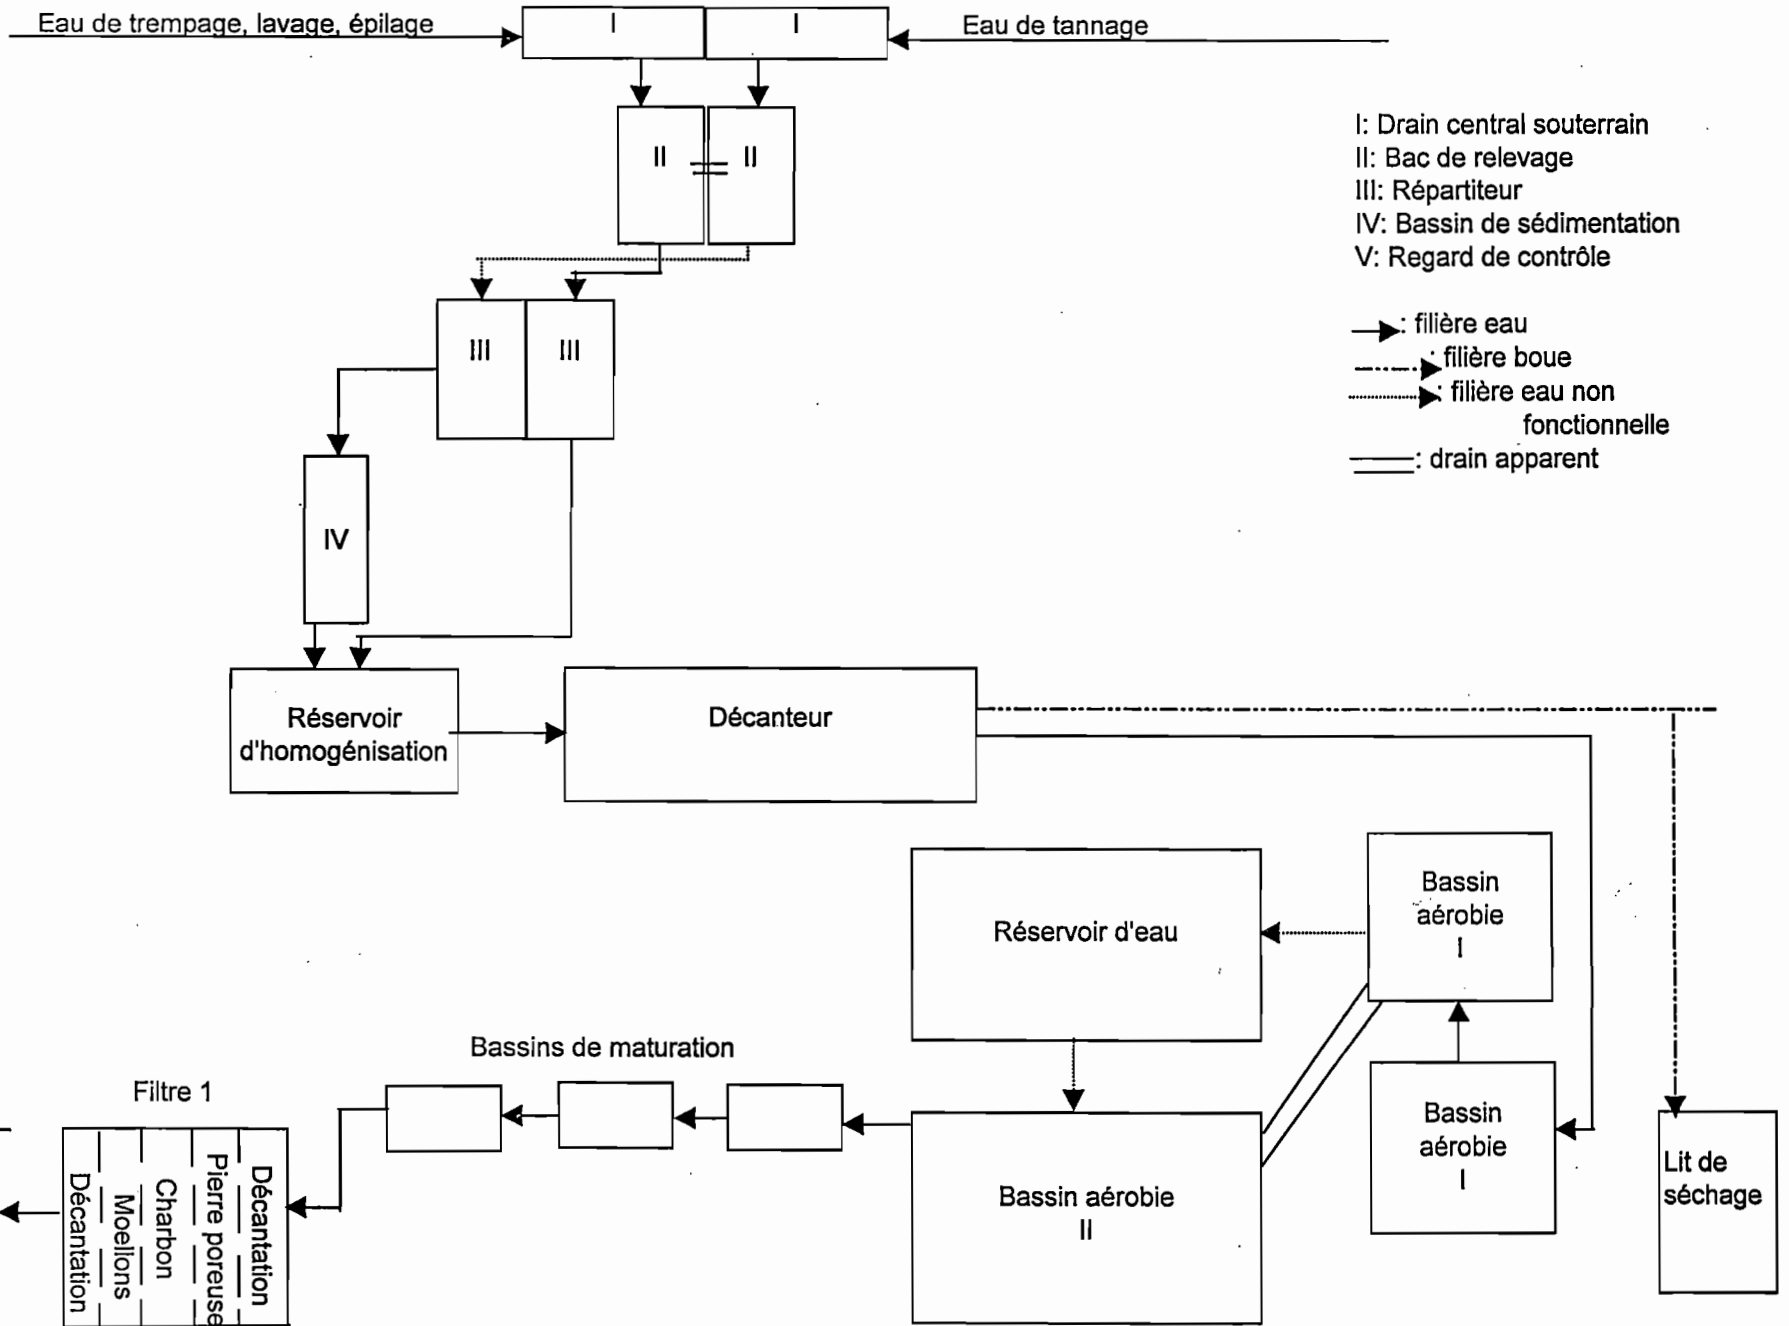 Eau de trempage, lavage, épilage
I
I
Eau de tannage
II
II
I: Drain central souterrain
II: Bac de relevage
III: Répartiteur
IV: Bassin de sédimentation
V: Regard de contrôle
: filière eau
: filière boue
: filière eau non
fonctionnelle
: drain apparent
III
III
IV
Réservoir
d'homogénisation
Décanteur
Réservoir d'eau
Bassin
aérobie
I
Bassins de maturation
Filtre 1
Décantation
Moellons
Charbon
Pierre poreuse
Décantation
Bassin aérobie
II
Bassin
aérobie
I
Lit de
séchage